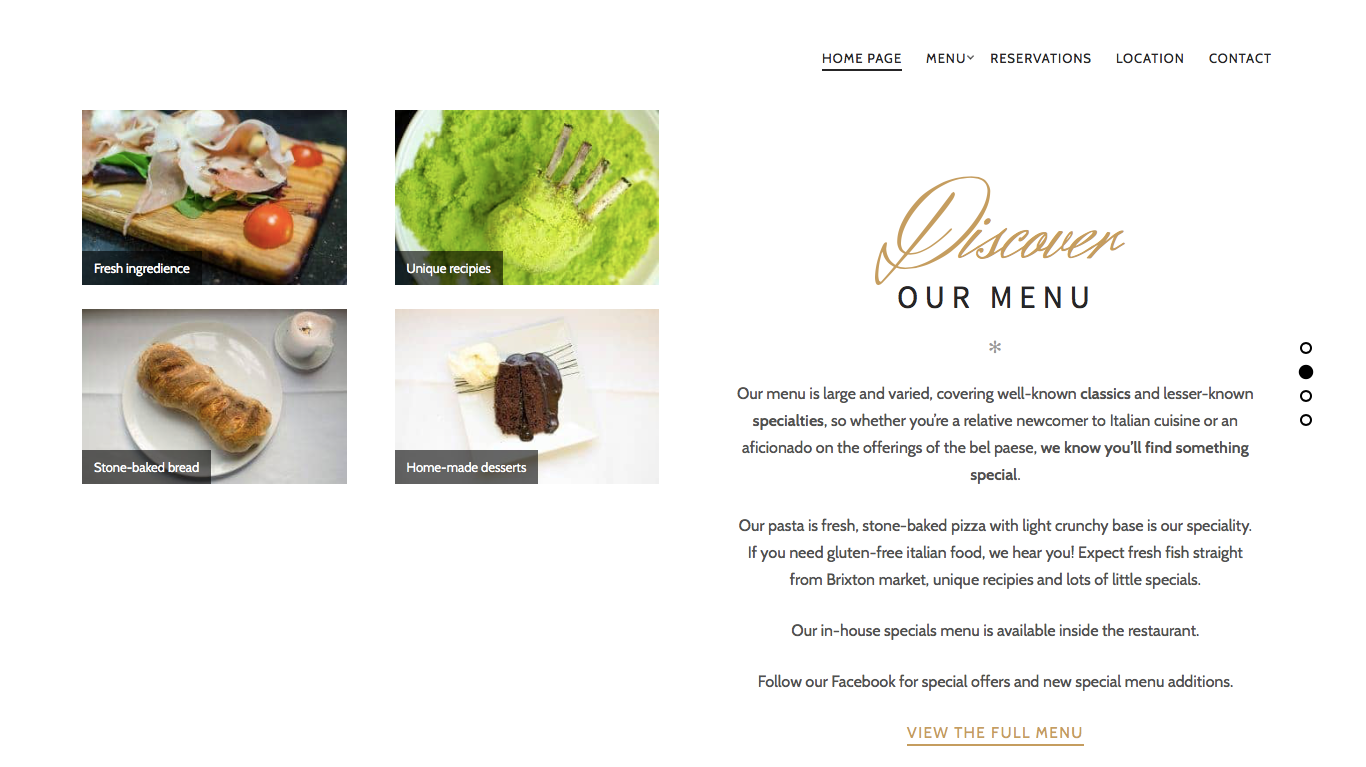 HOME PAGE MENU RESERVATIONS LOCATION CONTACT
Fresh ingredience
Unique recipies
Stone-baked bread
Home-made desserts
Discover
OUR MENU
*
Our menu is large and varied, covering well-known classics and lesser-known
specialties, so whether you're a relative newcomer to Italian cuisine or an
aficionado on the offerings of the bel paese, we know you'll find something
special.
Our pasta is fresh, stone-baked pizza with light crunchy base is our speciality.
If you need gluten-free italian food, we hear you! Expect fresh fish straight
from Brixton market, unique recipies and lots of little specials.
Our in-house specials menu is available inside the restaurant.
Follow our Facebook for special offers and new special menu additions.
VIEW THE FULL MENU